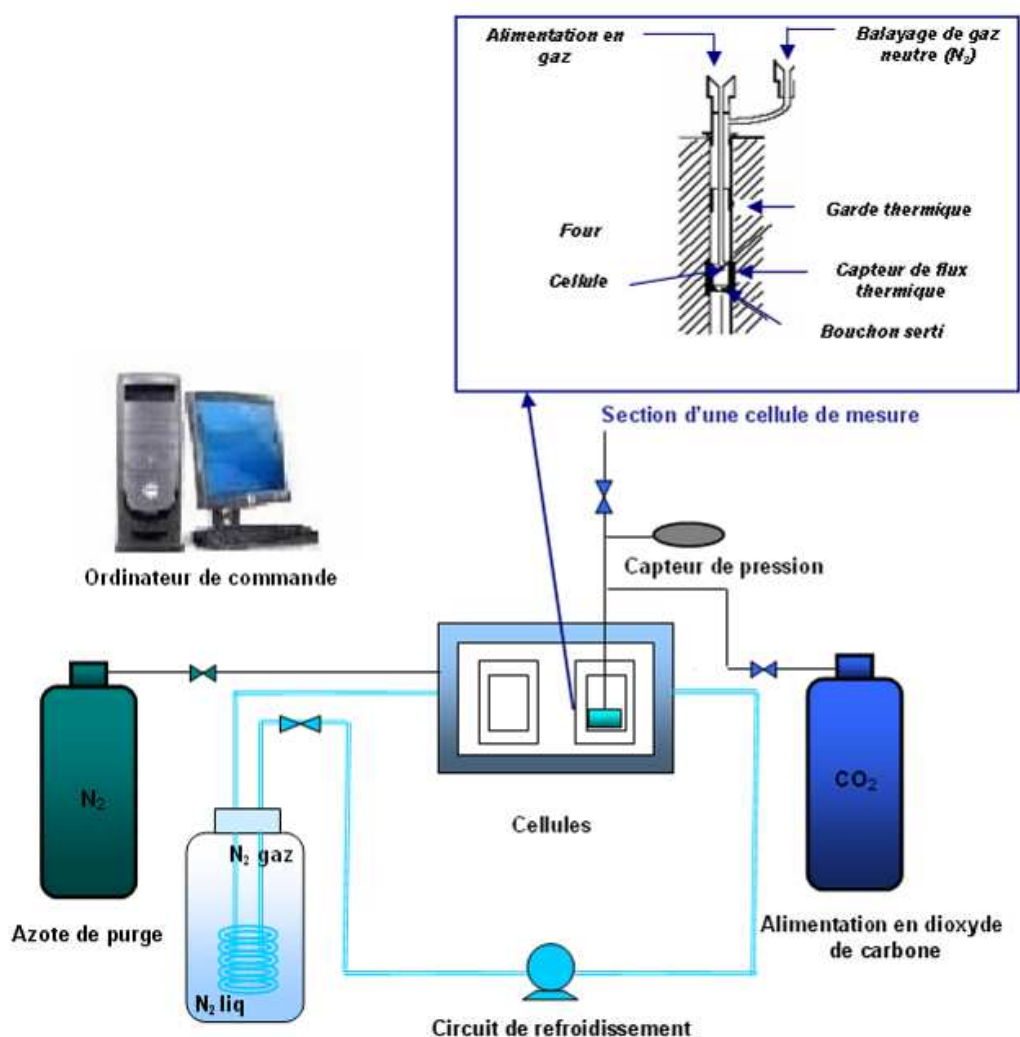 Alimentation en
gaz
Balayage de gaz
neutre (N₂)
Garde thermique
Four
Cellule
Capteur de flux
thermique
Bouchon serti
Section d'une cellule de mesure
Capteur de pression
Ordinateur de commande
N₂
CO₂
Cellules
N₂ gaz
Azote de purge
Alimentation en dioxyde
de carbone
N₂ liq
Circuit de refroidissement